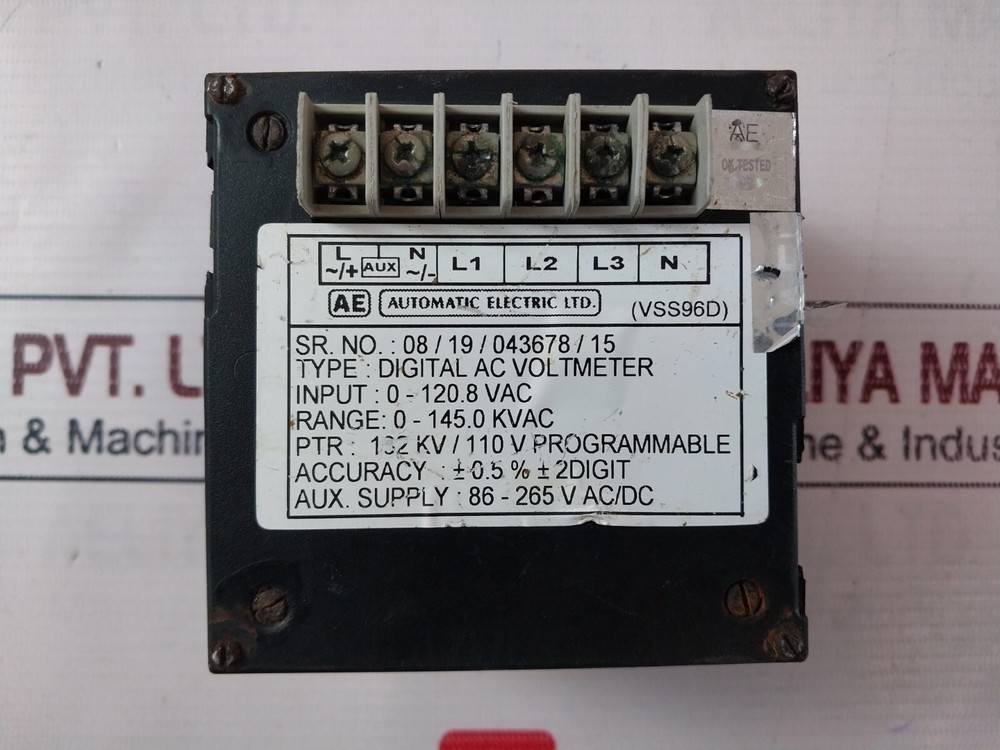 AE
OK TESTED
L AUX N L1 L2 L3 N
~/+ ~/-
AE AUTOMATIC ELECTRIC LTD. (VSS96D)
SR. NO. : 08 / 19 / 043678 / 15
TYPE : DIGITAL AC VOLTMETER
INPUT : 0 - 120.8 VAC
RANGE: 0 - 145.0 KVAC
PTR : 132 KV / 110 V PROGRAMMABLE
ACCURACY : ± 0.5 % ± 2DIGIT
AUX. SUPPLY : 86 - 265 V AC/DC
PVT. L
& Machin
IYA MA
ne & Indus